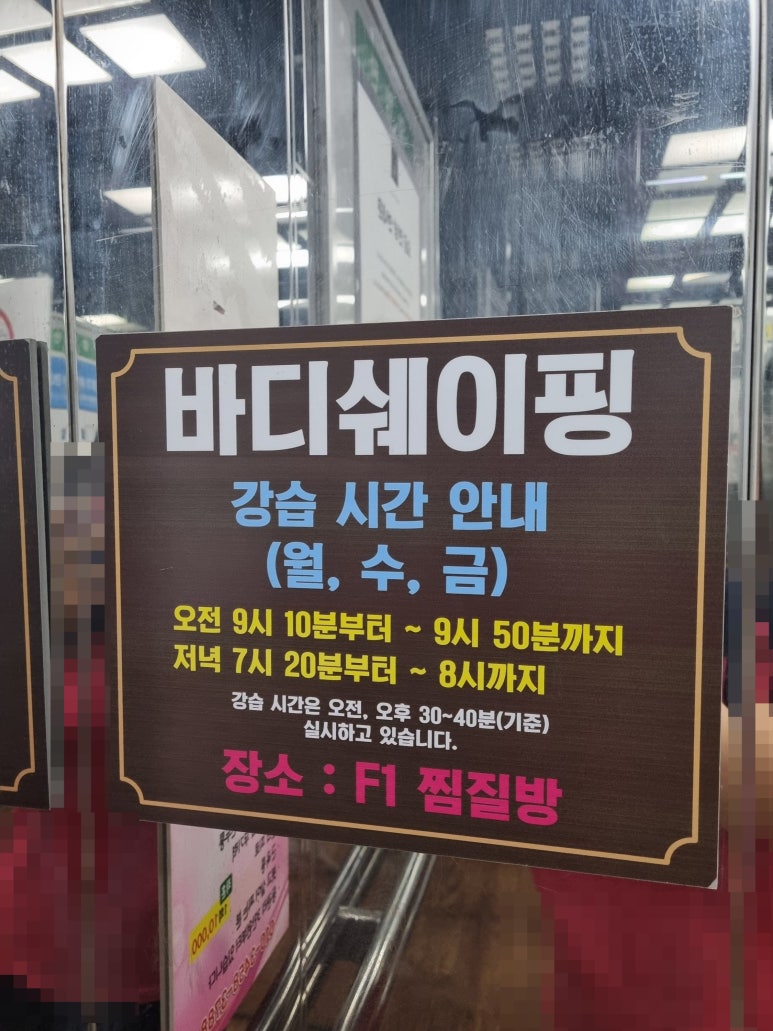 바디쉐이핑
강습 시간 안내
(월, 수, 금)
오전 9시 10분부터 ~ 9시 50분까지
저녁 7시 20분부터 ~ 8시까지
강습 시간은 오전, 오후 30~40분(기준)
실시하고 있습니다.
장소 : F1 찜질방